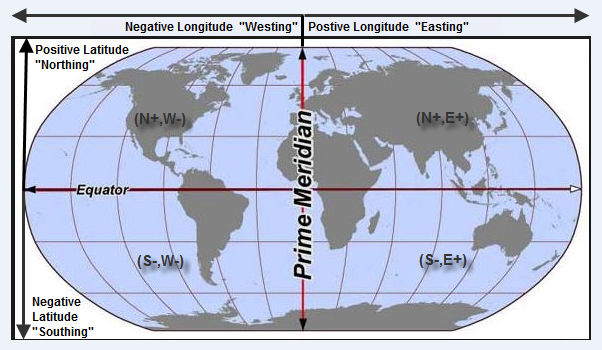 Negative Longitude "Westing"
Postive Longitude "Easting"
Positive Latitude
"Northing"
(N+,W-)
(N+,E+)
Prime Meridian
Equator
(S-,W-)
(S-,E+)
Negative
Latitude
"Southing"